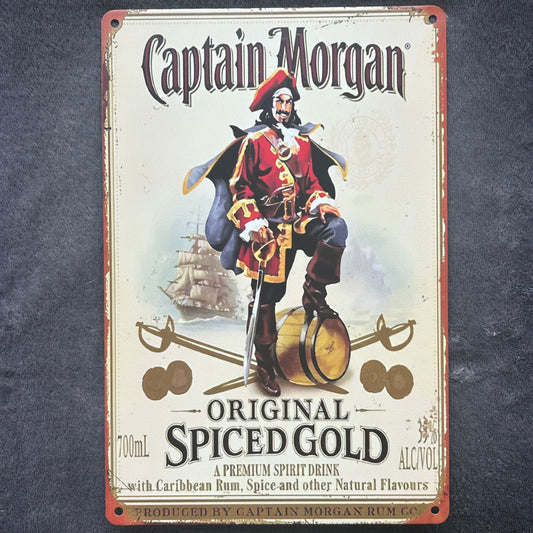 Captain Morgan®
ORIGINAL
SPICED GOLD
700mL
ALC/VOL
A PREMIUM SPIRIT DRINK
with Caribbean Rum, Spice and other Natural Flavours
PRODUCED BY CAPTAIN MORGAN RUM CO